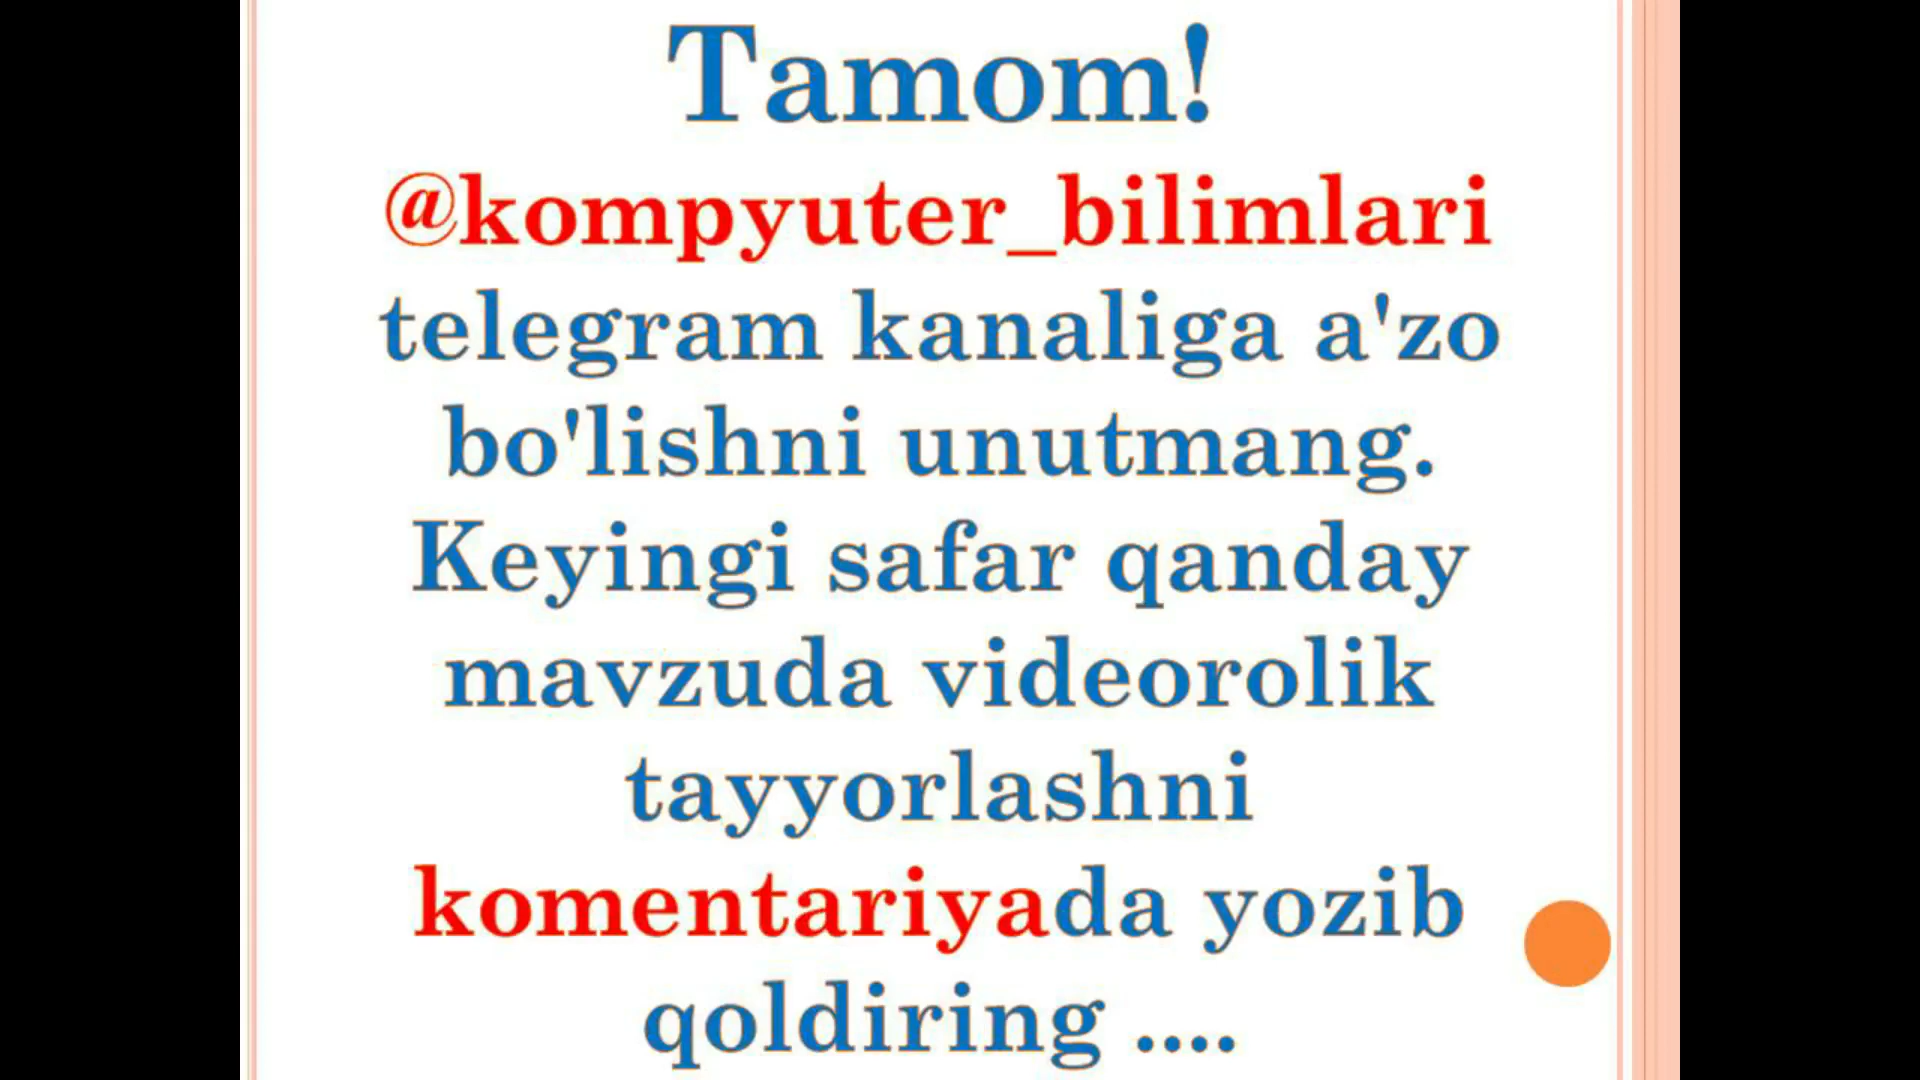 Tamom!
@kompyuter_bilimlari
telegram kanaliga a'zo
bo'lishni unutmang.
Keyingi safar qanday
mavzuda videorolik
tayyorlashni
komentariyada yozib
qoldiring ....